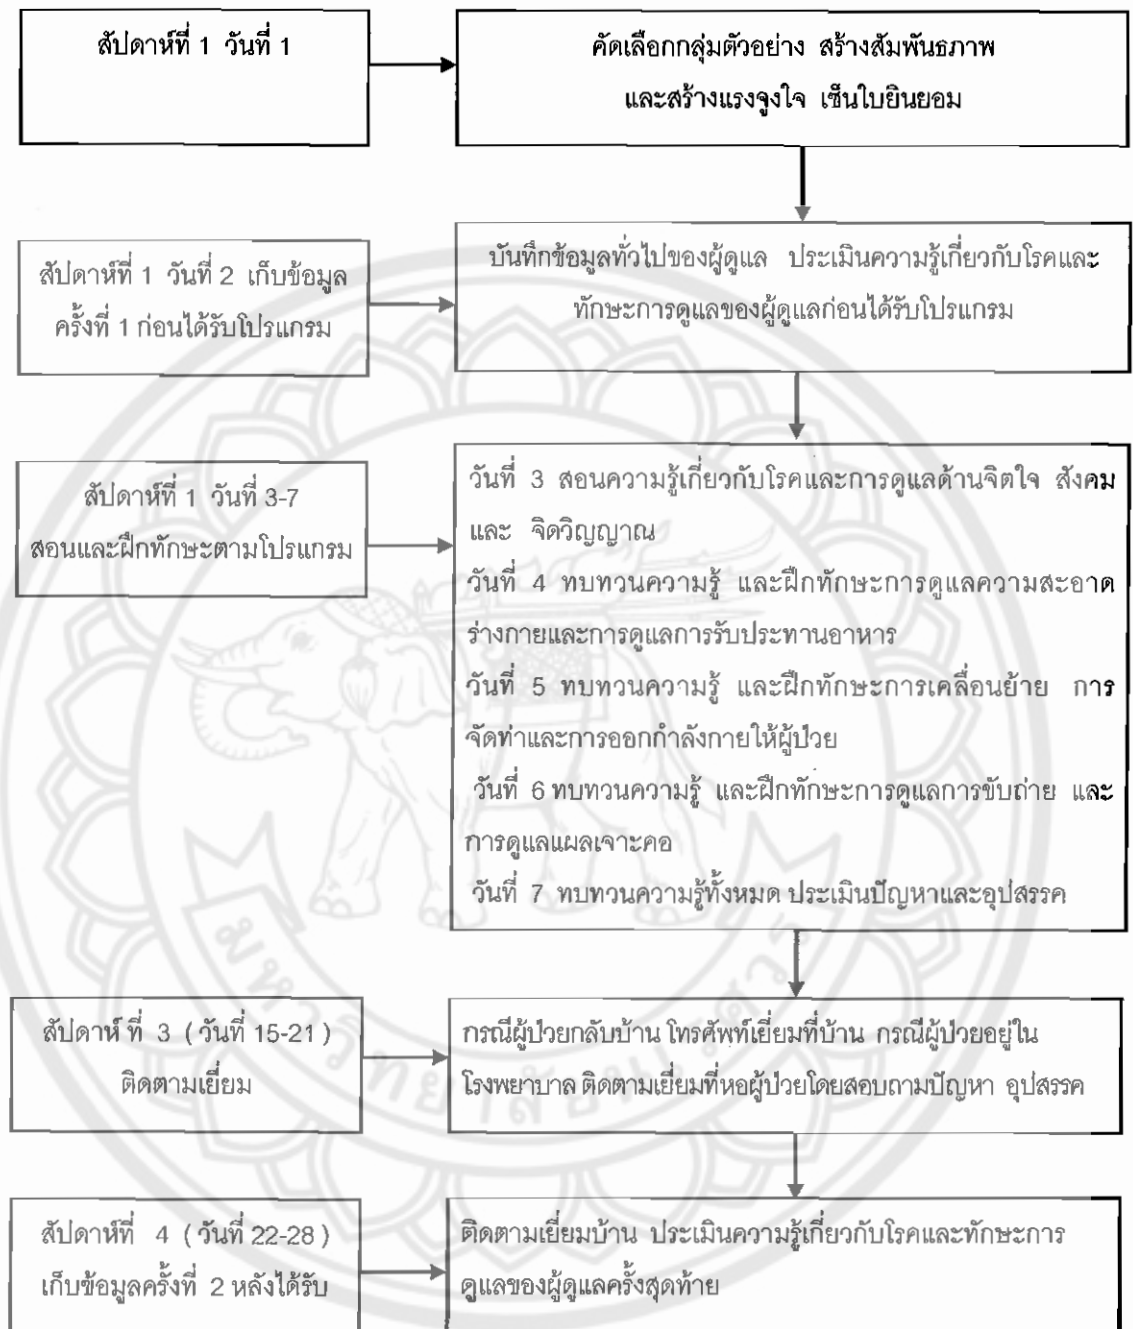 สัปดาห์ที่ 1 วันที่ 1
คัดเลือกกลุ่มตัวอย่าง สร้างสัมพันธภาพ
และสร้างแรงจูงใจ เซ็นใบยินยอม
สัปดาห์ที่ 1 วันที่ 2 เก็บข้อมูล
ครั้งที่ 1 ก่อนได้รับโปรแกรม
บันทึกข้อมูลทั่วไปของผู้ดูแล ประเมินความรู้เกี่ยวกับโรคและ
ทักษะการดูแลของผู้ดูแลก่อนได้รับโปรแกรม
สัปดาห์ที่ 1 วันที่ 3-7
สอนและฝึกทักษะตามโปรแกรม
วันที่ 3 สอนความรู้เกี่ยวกับโรคและการดูแลด้านจิตใจ สังคม
และ จิตวิญญาณ
วันที่ 4 ทบทวนความรู้ และฝึกทักษะการดูแลความสะอาด
ร่างกายและการดูแลการรับประทานอาหาร
วันที่ 5 ทบทวนความรู้ และฝึกทักษะการเคลื่อนย้าย การ
จัดท่าและการออกกำลังกายให้ผู้ป่วย
วันที่ 6 ทบทวนความรู้ และฝึกทักษะการดูแลการขับถ่าย และ
การดูแลแผลเจาะคอ
วันที่ 7 ทบทวนความรู้ทั้งหมด ประเมินปัญหาและอุปสรรค
สัปดาห์ ที่ 3 ( วันที่ 15-21 )
ติดตามเยี่ยม
กรณีผู้ป่วยกลับบ้าน โทรศัพท์เยี่ยมที่บ้าน กรณีผู้ป่วยอยู่ใน
โรงพยาบาล ติดตามเยี่ยมที่หอผู้ป่วยโดยสอบถามปัญหา อุปสรรค
สัปดาห์ที่ 4 ( วันที่ 22-28 )
เก็บข้อมูลครั้งที่ 2 หลังได้รับ
ติดตามเยี่ยมบ้าน ประเมินความรู้เกี่ยวกับโรคและทักษะการ
ดูแลของผู้ดูแลครั้งสุดท้าย
มหาวิทยาลัยนเรศวร